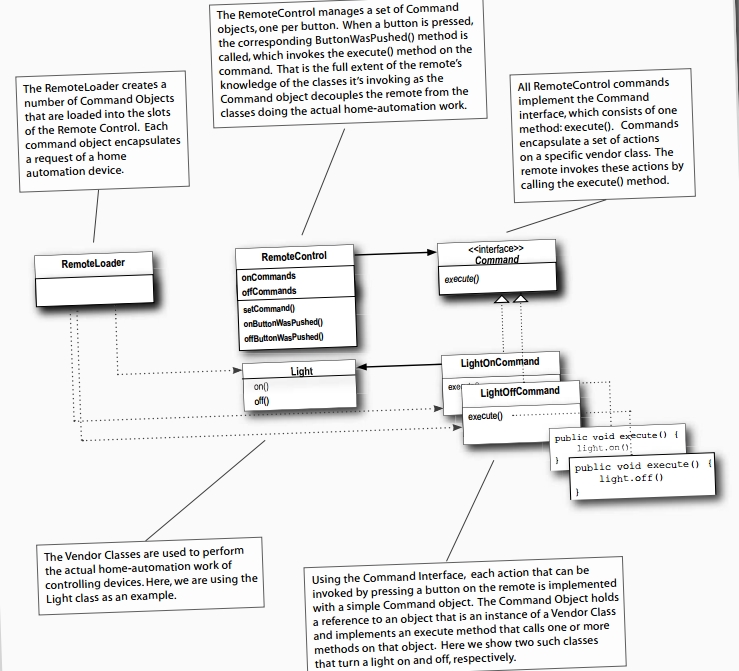 The RemoteControl manages a set of Command
objects, one per button. When a button is pressed,
the corresponding ButtonWasPushed() method is
called, which invokes the execute() method on the
command. That is the full extent of the remote's
knowledge of the classes it's invoking as the
Command object decouples the remote from the
classes doing the actual home-automation work.
The RemoteLoader creates a
number of Command Objects
that are loaded into the slots
of the Remote Control. Each
command object encapsulates
a request of a home
automation device.
All RemoteControl commands
implement the Command
interface, which consists of one
method: execute(). Commands
encapsulate a set of actions
on a specific vendor class. The
remote invokes these actions by
calling the execute() method.
RemoteLoader
RemoteControl
onCommands
offCommands
setCommand()
onButtonWasPushed()
offButtonWasPushed()
<<interface>>
Command
execute()
Light
on()
off()
LightOnCommand
exe
LightOffCommand
execute()
public void execute() {
light.on()
}
public void execute() {
light.off()
}
The Vendor Classes are used to perform
the actual home-automation work of
controlling devices. Here, we are using the
Light class as an example.
Using the Command Interface, each action that can be
invoked by pressing a button on the remote is implemented
with a simple Command object. The Command Object holds
a reference to an object that is an instance of a Vendor Class
and implements an execute method that calls one or more
methods on that object. Here we show two such classes
that turn a light on and off, respectively.